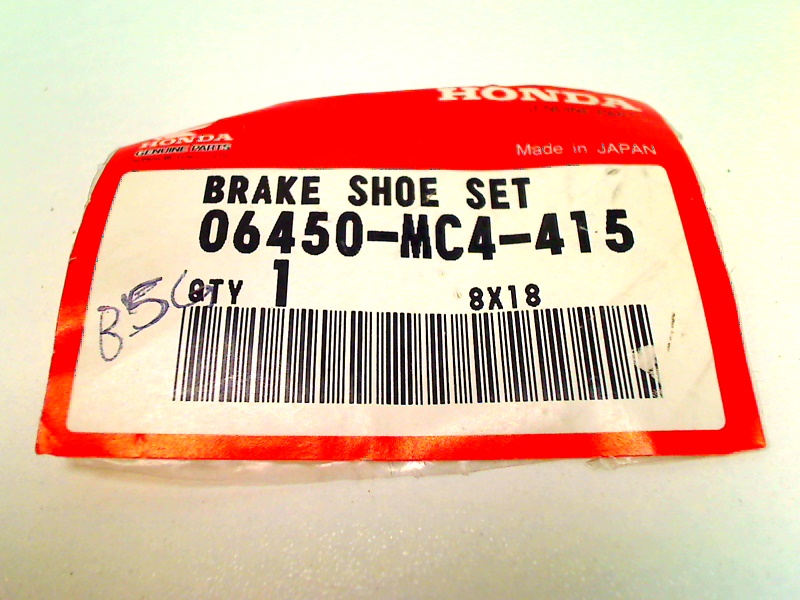 HONDA
GENUINE PARTS
HONDA
Made in JAPAN
BRAKE SHOE SET
06450-MC4-415
QTY 1
8X18